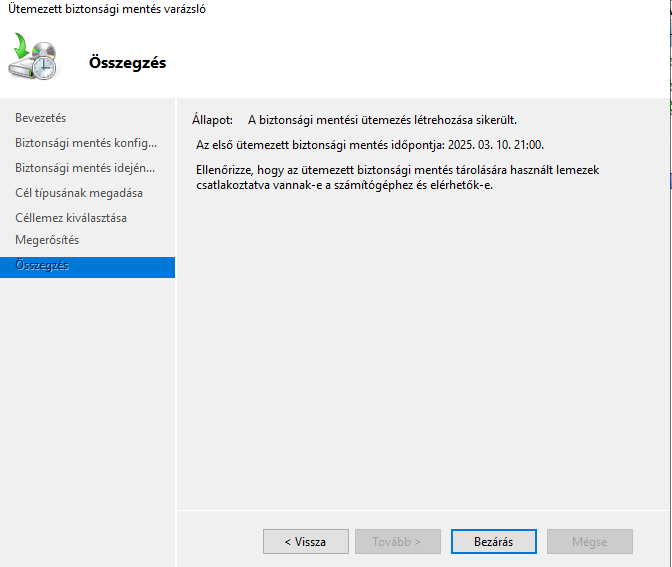 Ütemezett biztonsági mentés varázsló
Összegzés
Bevezetés
Biztonsági mentés konfig...
Biztonsági mentés idején...
Cél típusának megadása
Céllemez kiválasztása
Megerősítés
Összegzés
Állapot: A biztonsági mentési ütemezés létrehozása sikerült.
Az első ütemezett biztonsági mentés időpontja: 2025. 03. 10. 21:00.
Ellenőrizze, hogy az ütemezett biztonsági mentés tárolására használt lemezek
csatlakoztatva vannak-e a számítógéphez és elérhetők-e.
< Vissza
Tovább >
Bezárás
Mégse